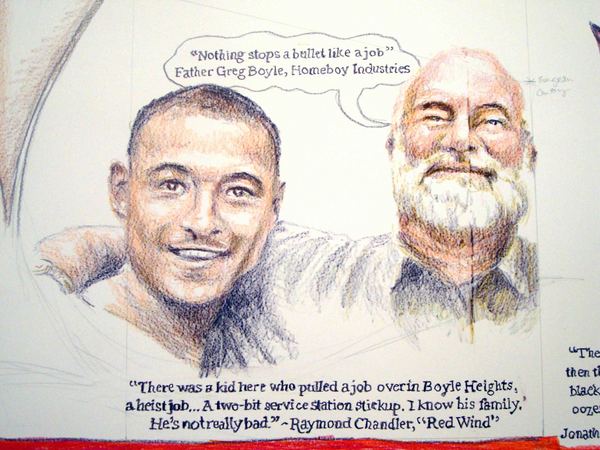 "Nothing stops a bullet like a job"
Father Greg Boyle, Homeboy Industries
"There was a kid here who pulled a job over in Boyle Heights,
a heist job... A two-bit service station stickup. I know his family.
He's not really bad." ~ Raymond Chandler, "Red Wind"
"The
then th
black
ooze
Jonath